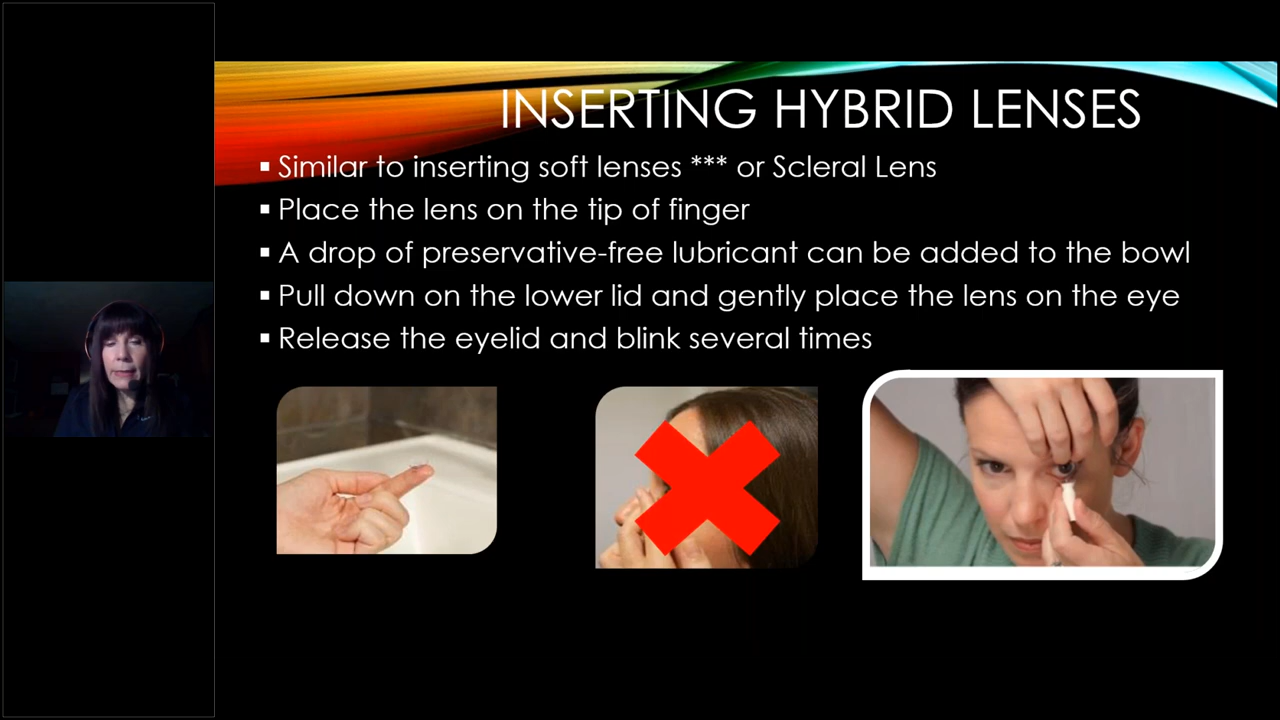 INSERTING HYBRID LENSES
Similar to inserting soft lenses *** or Scleral Lens
Place the lens on the tip of finger
A drop of preservative-free lubricant can be added to the bowl
Pull down on the lower lid and gently place the lens on the eye
Release the eyelid and blink several times